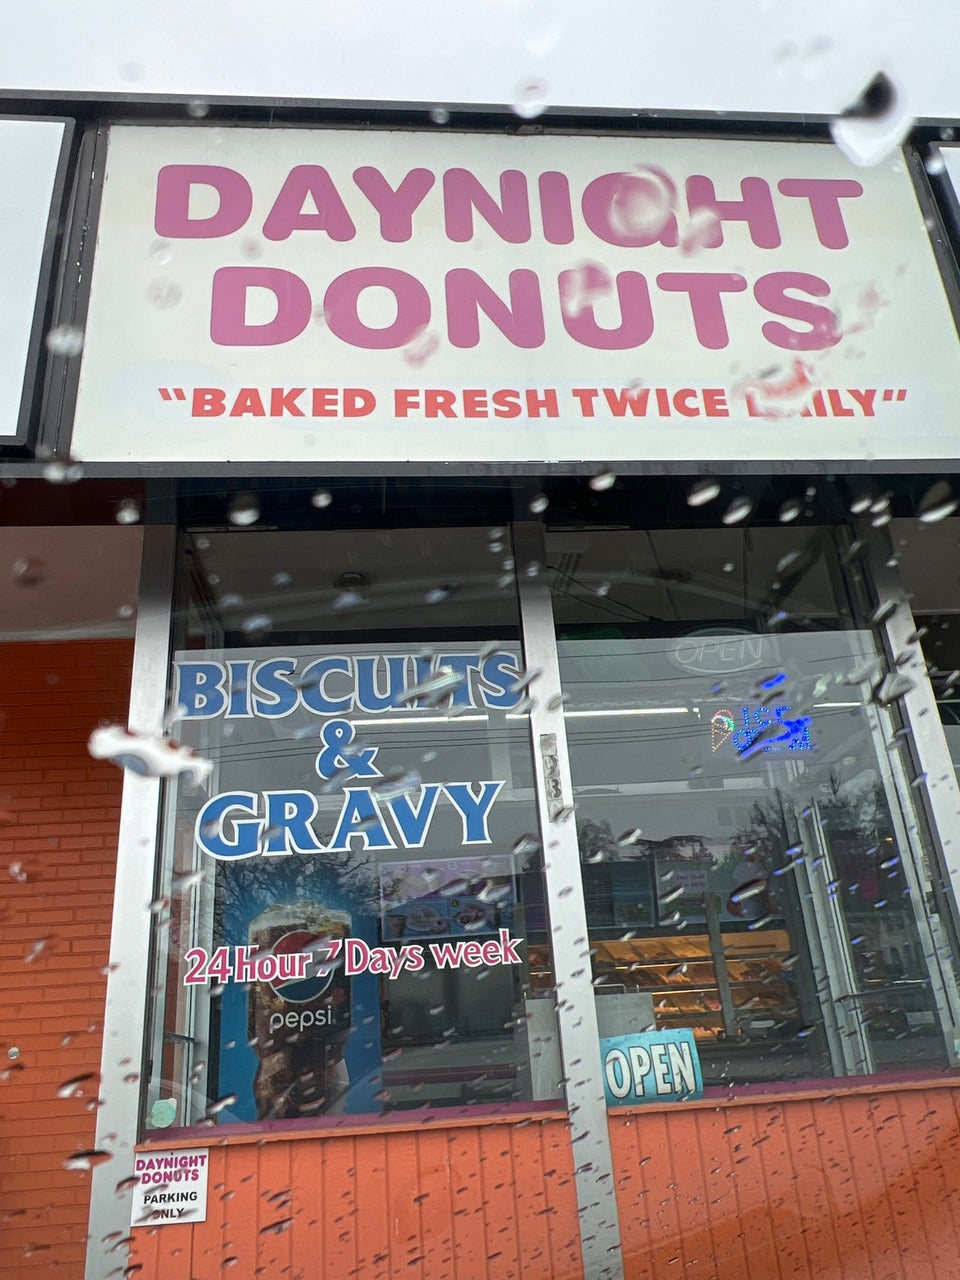 DAYNIGHT
DONUTS
"BAKED FRESH TWICE DAILY"
OPEN
BISCUITS
&
GRAVY
ICE
24 Hour 7 Days week
pepsi
OPEN
DAYNIGHT
DONUTS
PARKING
ONLY